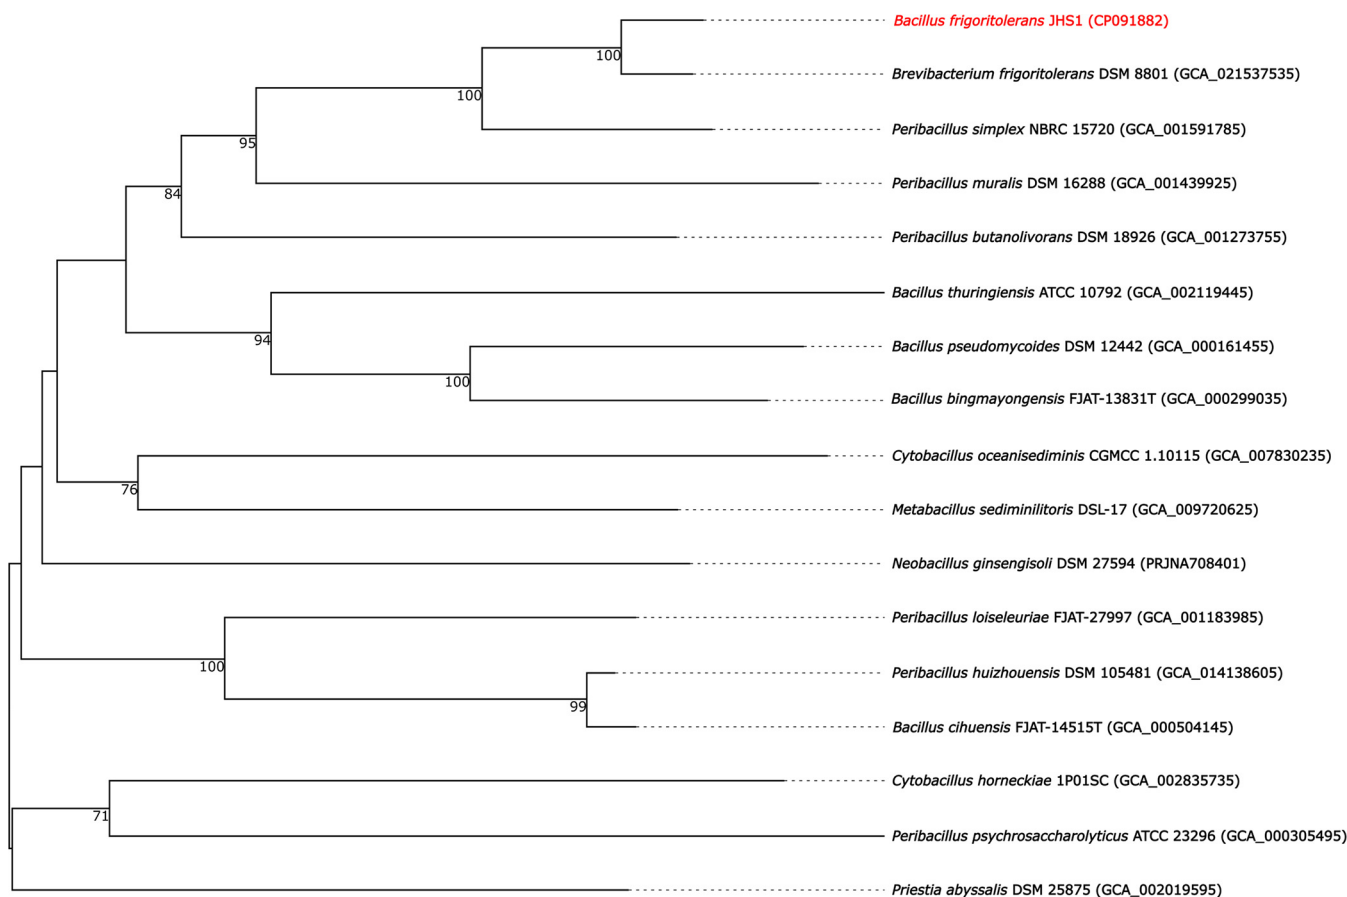 Bacillus frigoritolerans JHS1 (CP091882)
100
Brevibacterium frigoritolerans DSM 8801 (GCA_021537535)
100
Peribacillus simplex NBRC 15720 (GCA_001591785)
95
Peribacillus muralis DSM 16288 (GCA_001439925)
84
Peribacillus butanolivorans DSM 18926 (GCA_001273755)
Bacillus thuringiensis ATCC 10792 (GCA_002119445)
94
Bacillus pseudomycoides DSM 12442 (GCA_000161455)
100
Bacillus bingmayongensis FJAT-13831T (GCA_000299035)
Cytobacillus oceanisediminis CGMCC 1.10115 (GCA_007830235)
76
Metabacillus sediminilitoris DSL-17 (GCA_009720625)
Neobacillus ginsengisoli DSM 27594 (PRJNA708401)
Peribacillus loiseleuriae FJAT-27997 (GCA_001183985)
100
Peribacillus huizhouensis DSM 105481 (GCA_014138605)
99
Bacillus cihuensis FJAT-14515T (GCA_000504145)
Cytobacillus horneckiae 1P01SC (GCA_002835735)
71
Peribacillus psychrosaccharolyticus ATCC 23296 (GCA_000305495)
Priestia abyssalis DSM 25875 (GCA_002019595)